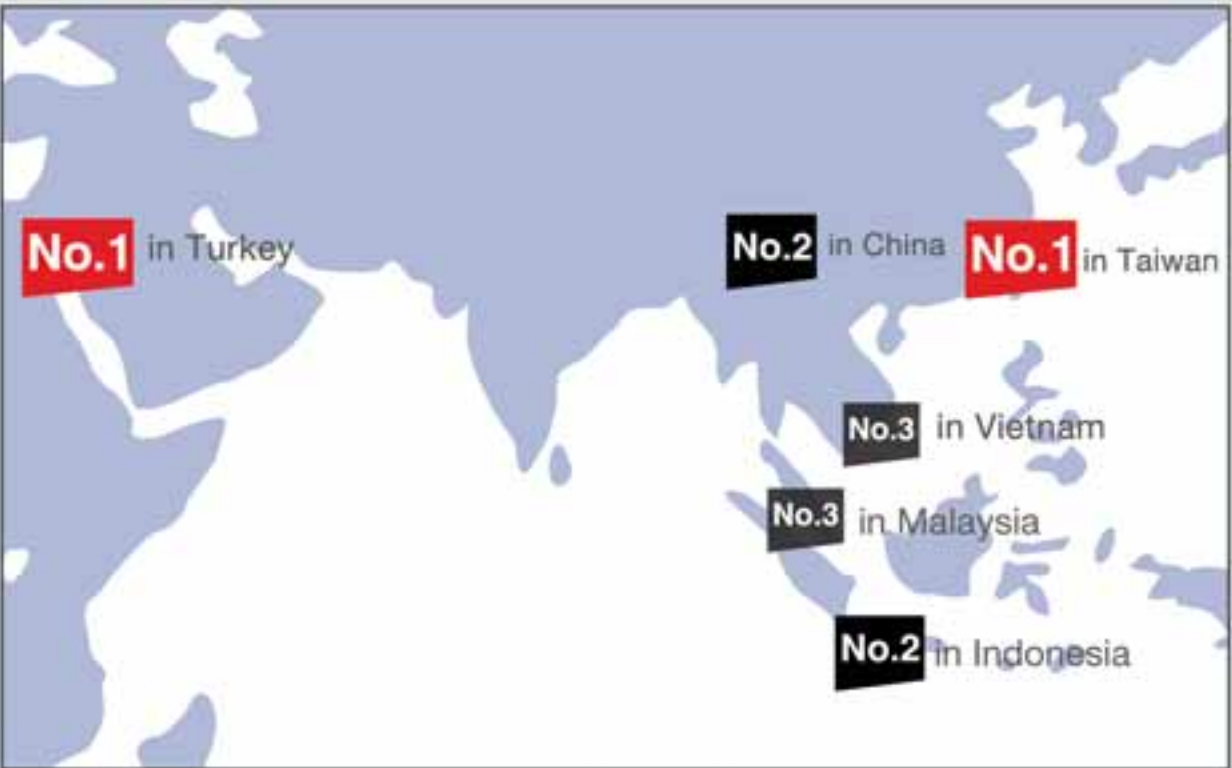 No.1 in Turkey
No.2 in China
No.1 in Taiwan
No.3 in Vietnam
No.3 in Malaysia
No.2 in Indonesia